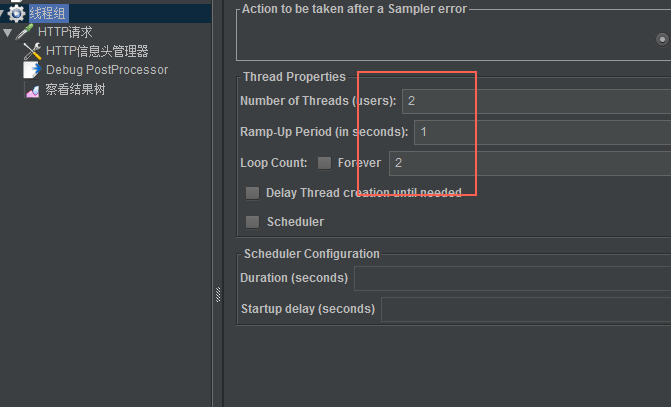 线程组
HTTP请求
HTTP信息头管理器
Debug PostProcessor
察看结果树
Action to be taken after a Sampler error
Thread Properties
Number of Threads (users): 2
Ramp-Up Period (in seconds): 1
Loop Count: Forever 2
Delay Thread creation until needed
Scheduler
Scheduler Configuration
Duration (seconds)
Startup delay (seconds)